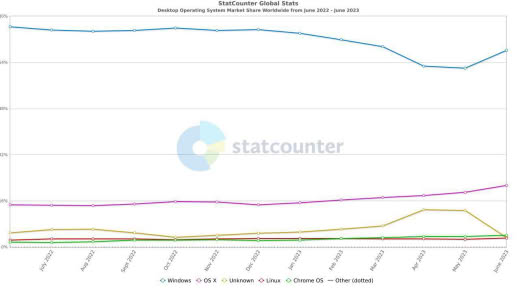 StatCounter Global Stats
Desktop Operating System Market Share Worldwide from June 2022 - June 2023
0%
statcounter
July 2022
Aug 2022
Sept 2022
Oct 2022
Nov 2022
Dec 2022
Jan 2023
Feb 2023
Mar 2023
Apr 2023
May 2023
June 2023
Windows OS X Unknown Linux Chrome OS Other (dotted)